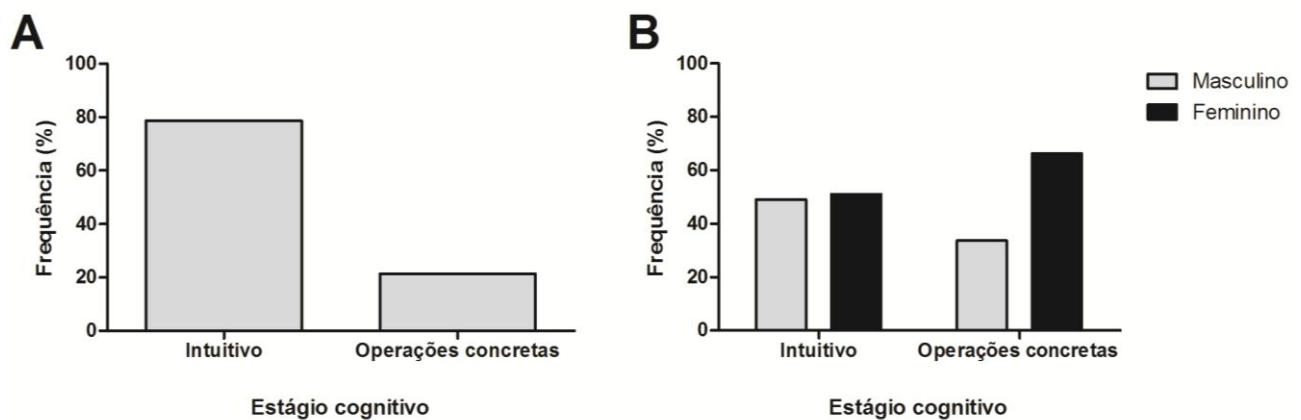 A
B
100
80
60
40
20
0
Frequência (%)
Intuitivo
Operações concretas
Estágio cognitivo
100
80
60
40
20
0
Frequência (%)
Intuitivo
Operações concretas
Estágio cognitivo
Masculino
Feminino